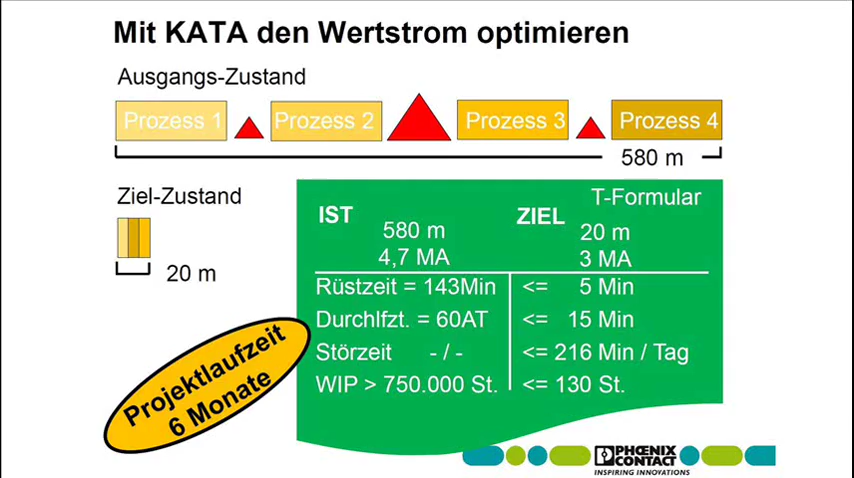 Mit KATA den Wertstrom optimieren
Ausgangs-Zustand
Prozess 1 Prozess 2 Prozess 3 Prozess 4
580 m
Ziel-Zustand
20 m
T-Formular
IST ZIEL
580 m 20 m
4,7 MA 3 MA
Rüstzeit = 143Min <= 5 Min
Durchlfzt. = 60AT <= 15 Min
Störzeit - / - <= 216 Min / Tag
WIP > 750.000 St. <= 130 St.
Projektlaufzeit
6 Monate
PHŒNIX
CONTACT
INSPIRING INNOVATIONS